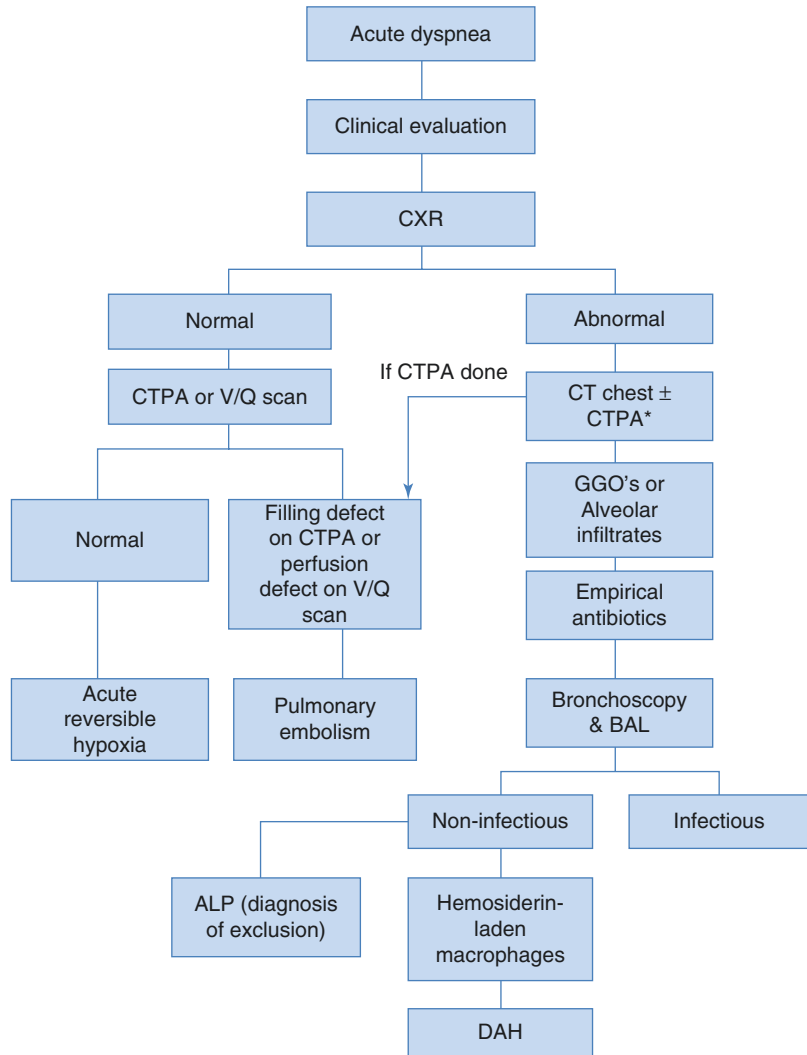 Acute dyspnea
Clinical evaluation
CXR
Normal
Abnormal
If CTPA done
CTPA or V/Q scan
CT chest ±
CTPA*
Normal
Filling defect
on CTPA or
perfusion
defect on V/Q
scan
GGO's or
Alveolar
infiltrates
Empirical
antibiotics
Acute
reversible
hypoxia
Pulmonary
embolism
Bronchoscopy
& BAL
Non-infectious
Infectious
ALP (diagnosis
of exclusion)
Hemosiderin-
laden
macrophages
DAH